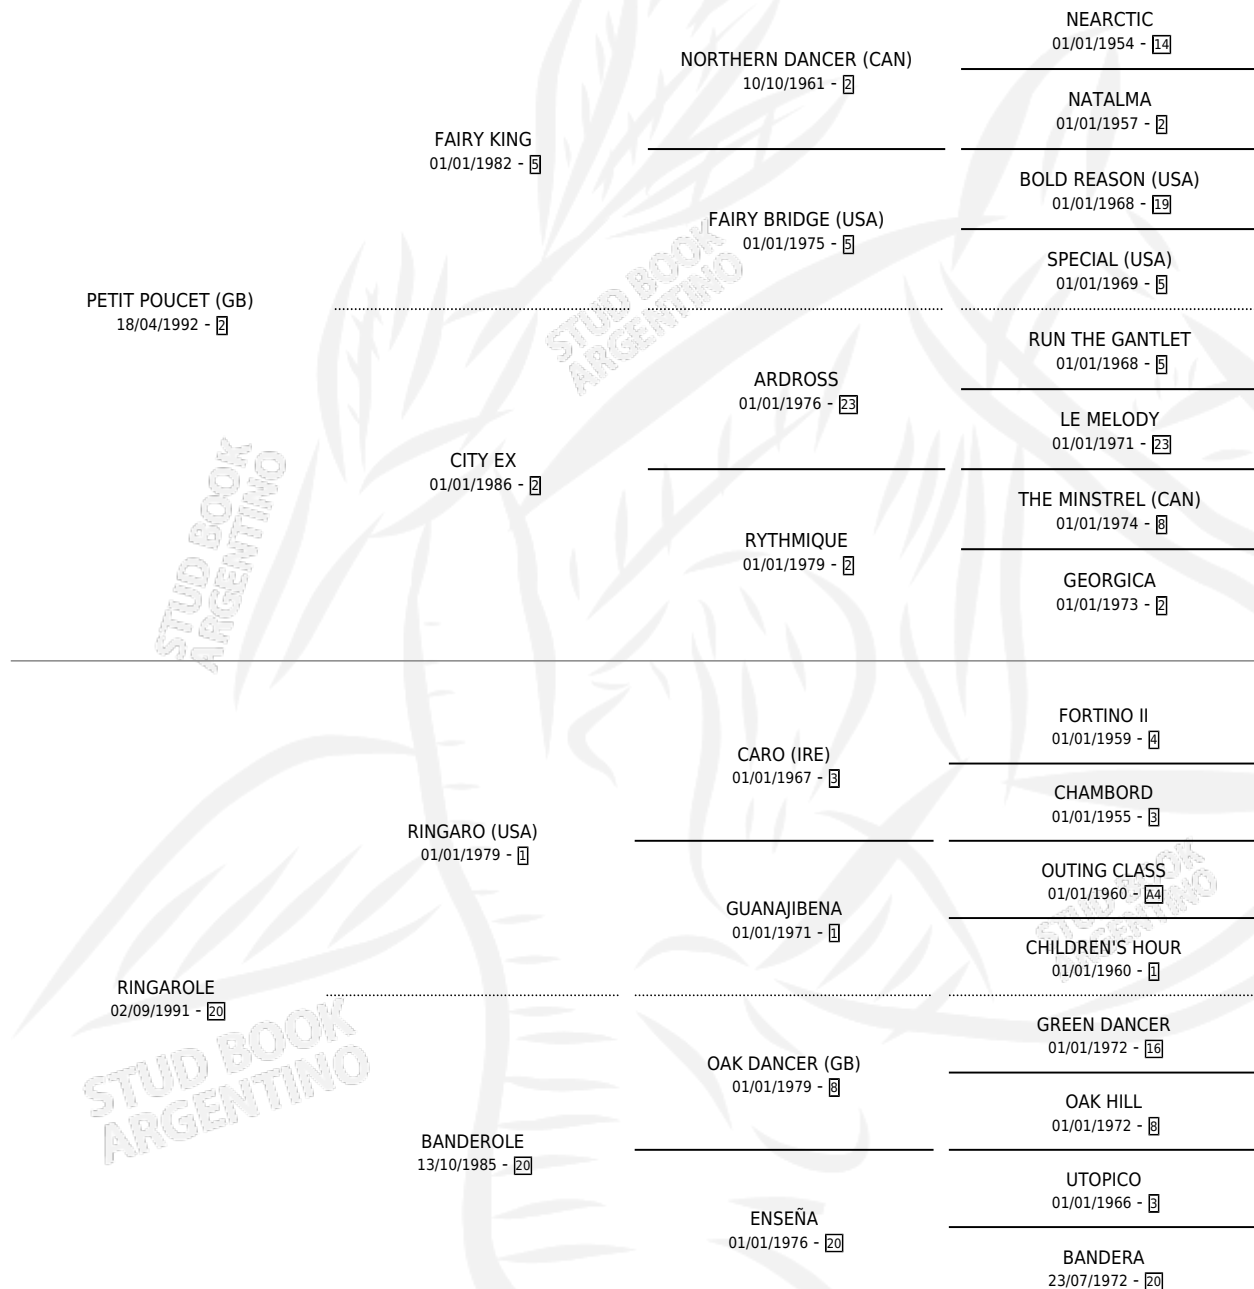 NEARCTIC
01/01/1954 - 14
NORTHERN DANCER (CAN)
10/10/1961 - 2
NATALMA
01/01/1957 - 2
FAIRY KING
01/01/1982 - 5
BOLD REASON (USA)
01/01/1968 - 19
FAIRY BRIDGE (USA)
01/01/1975 - 5
SPECIAL (USA)
01/01/1969 - 5
STUD BOOK
ARGENTINO
PETIT POUCET (GB)
18/04/1992 - 2
RUN THE GANTLET
01/01/1968 - 5
ARDROSS
01/01/1976 - 23
LE MELODY
01/01/1971 - 23
CITY EX
01/01/1986 - 2
THE MINSTREL (CAN)
01/01/1974 - 8
RYTHMIQUE
01/01/1979 - 2
GEORGICA
01/01/1973 - 2
STUD BOOK
ARGENTINO
FORTINO II
01/01/1959 - 4
CARO (IRE)
01/01/1967 - 3
CHAMBORD
01/01/1955 - 3
RINGARO (USA)
01/01/1979 - 1
OUTING CLASS
01/01/1960 - A4
GUANAJIBENA
01/01/1971 - 1
STUD BOOK
ARGENTINO
CHILDREN'S HOUR
01/01/1960 - 1
RINGAROLE
02/09/1991 - 20
GREEN DANCER
01/01/1972 - 16
OAK DANCER (GB)
01/01/1979 - 8
STUD BOOK
ARGENTINO
OAK HILL
01/01/1972 - 8
BANDEROLE
13/10/1985 - 20
UTOPICO
01/01/1966 - 3
ENSEÑA
01/01/1976 - 20
BANDERA
23/07/1972 - 20